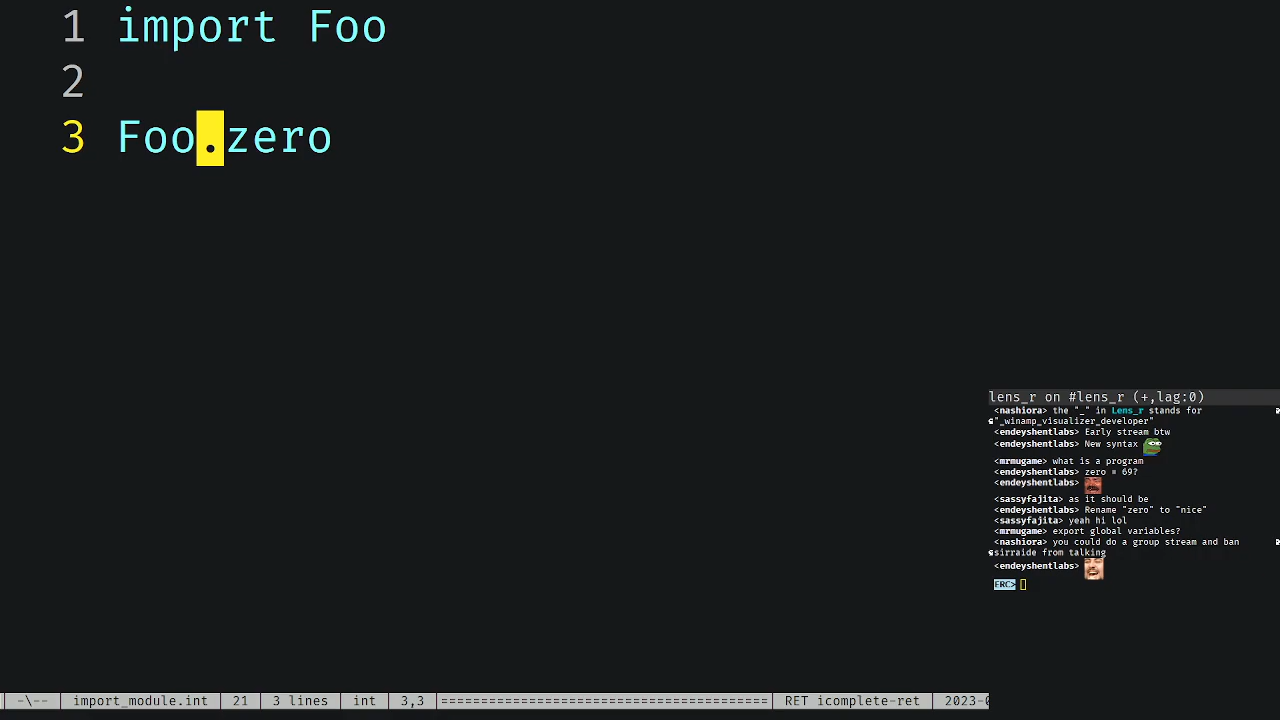 1 import Foo
2
3 Foo.zero
lens_r on #lens_r (+,lag:0)
<nashiora> the "_" in Lens_r stands for
"_winamp_visualizer_developer"
<endeyshentlabs> Early stream btw
<endeyshentlabs> New syntax
<mrmugame> what is a program
<endeyshentlabs> zero = 69?
<endeyshentlabs>
<sassyfajita> as it should be
<endeyshentlabs> Rename "zero" to "nice"
<sassyfajita> yeah hi lol
<mrmugame> export global variables?
<nashiora> you could do a group stream and ban
sirraide from talking
<endeyshentlabs>
ERC>
-\-- import_module.int 21 3 lines int 3,3 ====================================== RET icomplete-ret 2023-0